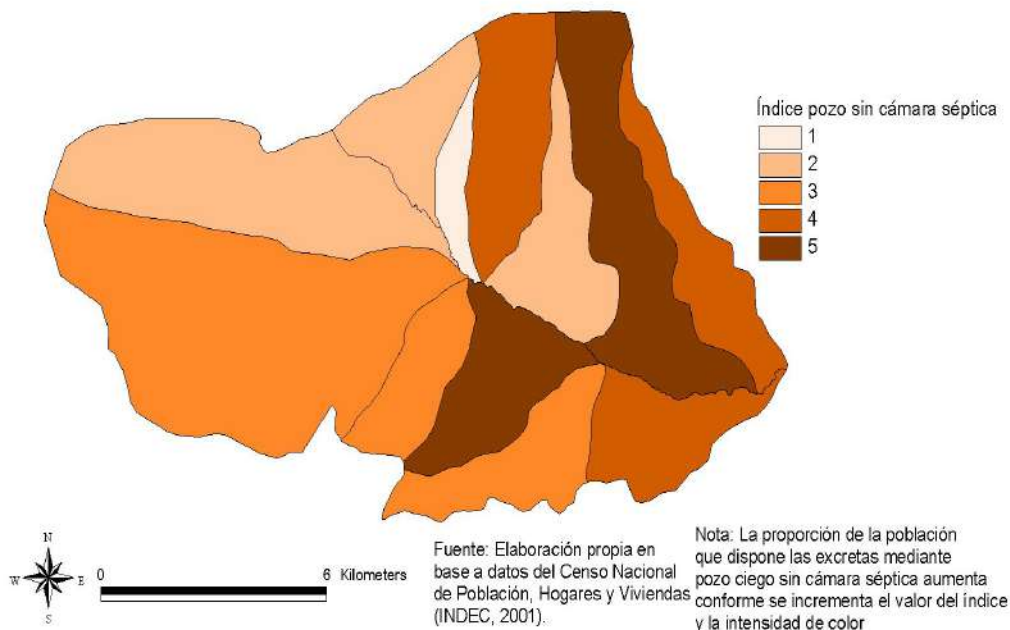 Índice pozo sin cámara séptica
1
2
3
4
5
N
W E
S
0 6 Kilometers
Fuente: Elaboración propia en
base a datos del Censo Nacional
de Población, Hogares y Viviendas
(INDEC, 2001).
Nota: La proporción de la población
que dispone las excretas mediante
pozo ciego sin cámara séptica aumenta
conforme se incrementa el valor del índice
y la intensidad de color